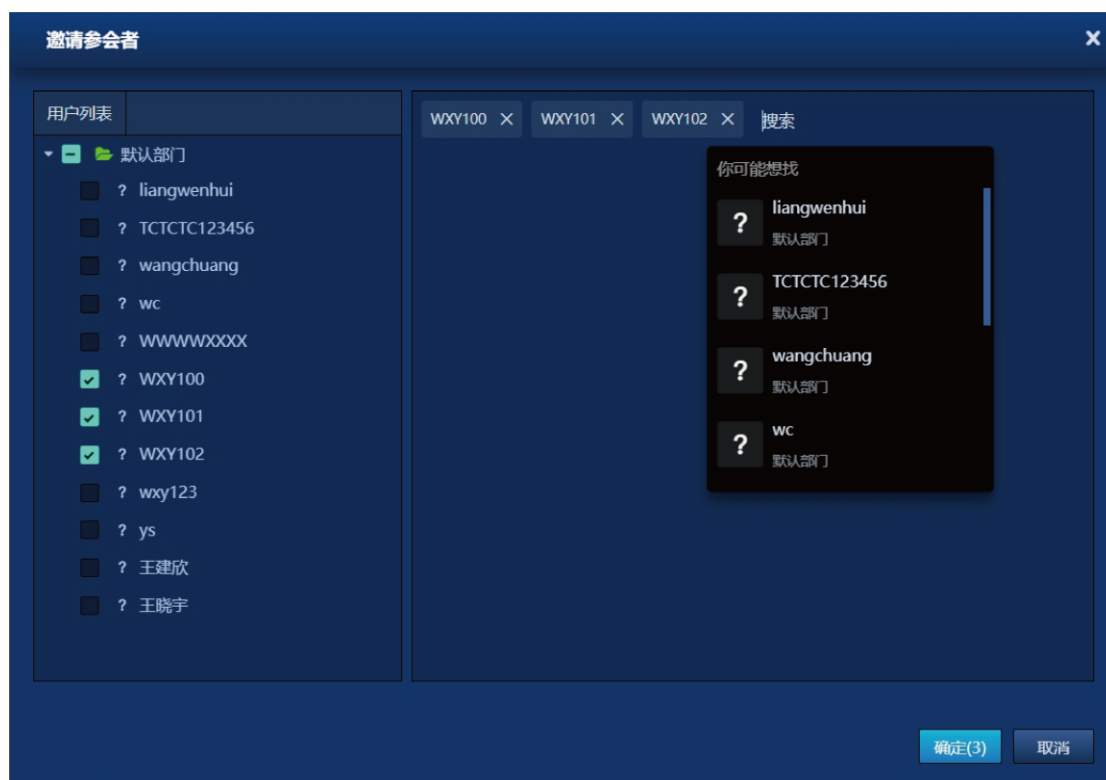 邀请参会者
用户列表
默认部门
? liangwenhui
? TCTCTC123456
? wangchuang
? wc
? WWWWXXXX
? WXY100
? WXY101
? WXY102
? wxy123
? ys
? 王建欣
? 王晓宇
WXY100 × WXY101 × WXY102 × 搜索
你可能想找
? liangwenhui
默认部门
? TCTCTC123456
默认部门
? wangchuang
默认部门
? wc
默认部门
确定(3) 取消